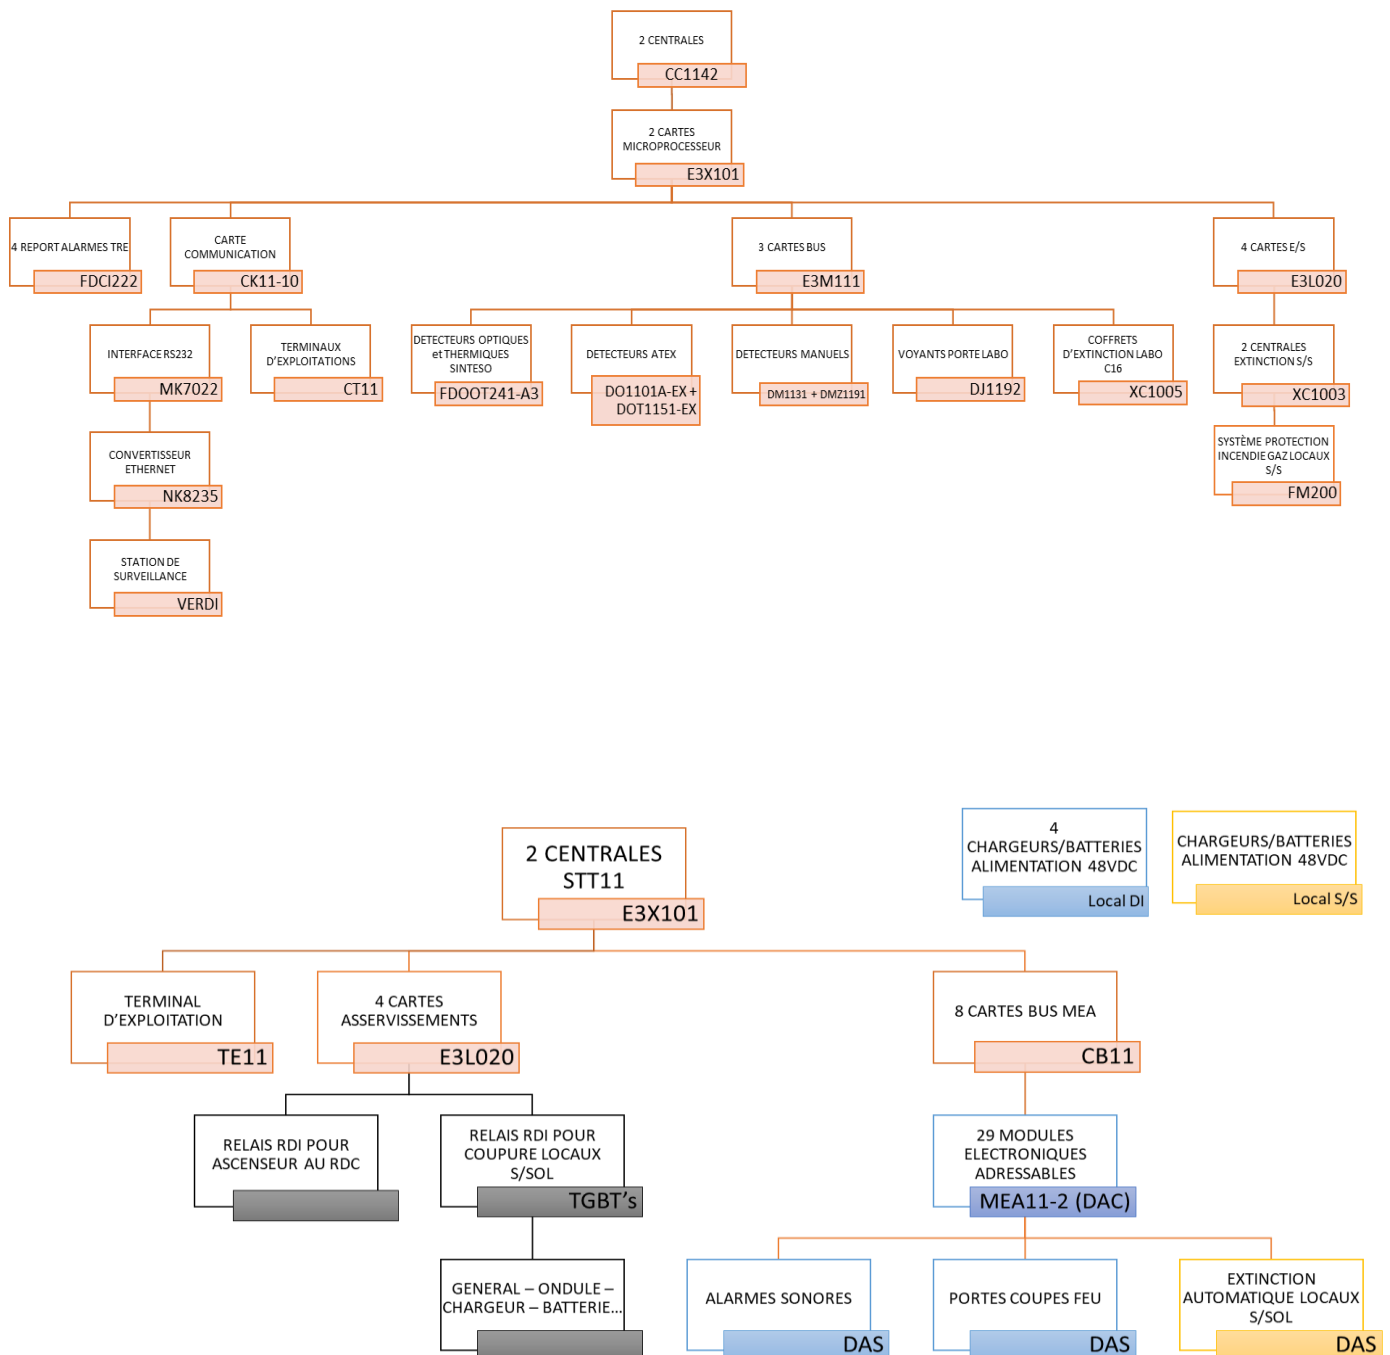 2 CENTRALES
CC1142
2 CARTES
MICROPROCESSEUR
E3X101
4 REPORT ALARMES TRE
FDCI222
CARTE
COMMUNICATION
CK11-10
3 CARTES BUS
E3M111
4 CARTES E/S
E3L020
INTERFACE RS232
MK7022
TERMINAUX
D'EXPLOITATIONS
CT11
DETECTEURS OPTIQUES
et THERMIQUES
SINTESO
FDOOT241-A3
DETECTEURS ATEX
DO1101A-EX +
DOT1151-EX
DETECTEURS MANUELS
DM1131 + DMZ1191
VOYANTS PORTE LABO
DJ1192
COFFRETS
D'EXTINCTION LABO
C16
XC1005
2 CENTRALES
EXTINCTION S/S
XC1003
CONVERTISSEUR
ETHERNET
NK8235
SYSTÈME PROTECTION
INCENDIE GAZ LOCAUX
S/S
FM200
STATION DE
SURVEILLANCE
VERDI
4
CHARGEURS/BATTERIES
ALIMENTATION 48VDC
Local DI
CHARGEURS/BATTERIES
ALIMENTATION 48VDC
Local S/S
2 CENTRALES
STT11
E3X101
TERMINAL
D'EXPLOITATION
TE11
4 CARTES
ASSERVISSEMENTS
E3L020
8 CARTES BUS MEA
CB11
RELAIS RDI POUR
ASCENSEUR AU RDC
RELAIS RDI POUR
COUPURE LOCAUX
S/SOL
TGBT's
29 MODULES
ELECTRONIQUES
ADRESSABLES
MEA11-2 (DAC)
GENERAL – ONDULE –
CHARGEUR – BATTERIE...
ALARMES SONORES
DAS
PORTES COUPES FEU
DAS
EXTINCTION
AUTOMATIQUE LOCAUX
S/SOL
DAS